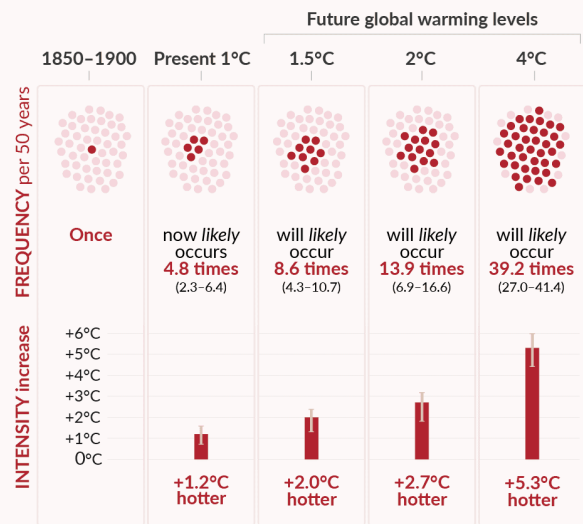 Future global warming levels
1850–1900 Present 1°C 1.5°C 2°C 4°C
FREQUENCY per 50 years
Once
now likely
occurs
4.8 times
(2.3–6.4)
will likely
occur
8.6 times
(4.3–10.7)
will likely
occur
13.9 times
(6.9–16.6)
will likely
occur
39.2 times
(27.0–41.4)
INTENSITY increase
+6°C
+5°C
+4°C
+3°C
+2°C
+1°C
0°C
+1.2°C
hotter
+2.0°C
hotter
+2.7°C
hotter
+5.3°C
hotter